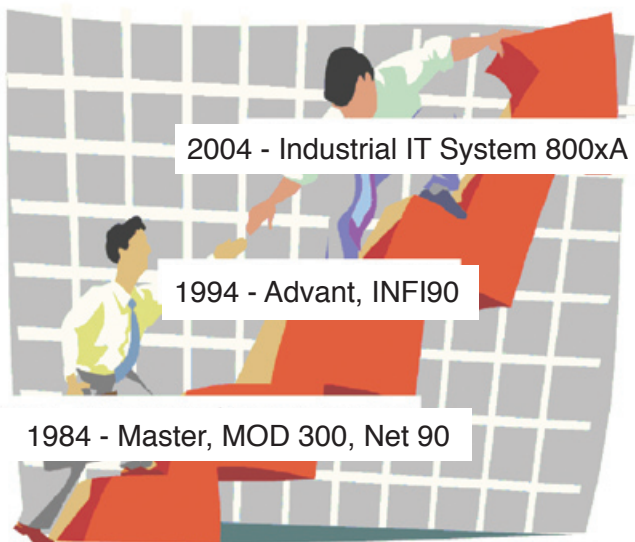 2004 - Industrial IT System 800xA
1994 - Advant, INFI90
1984 - Master, MOD 300, Net 90